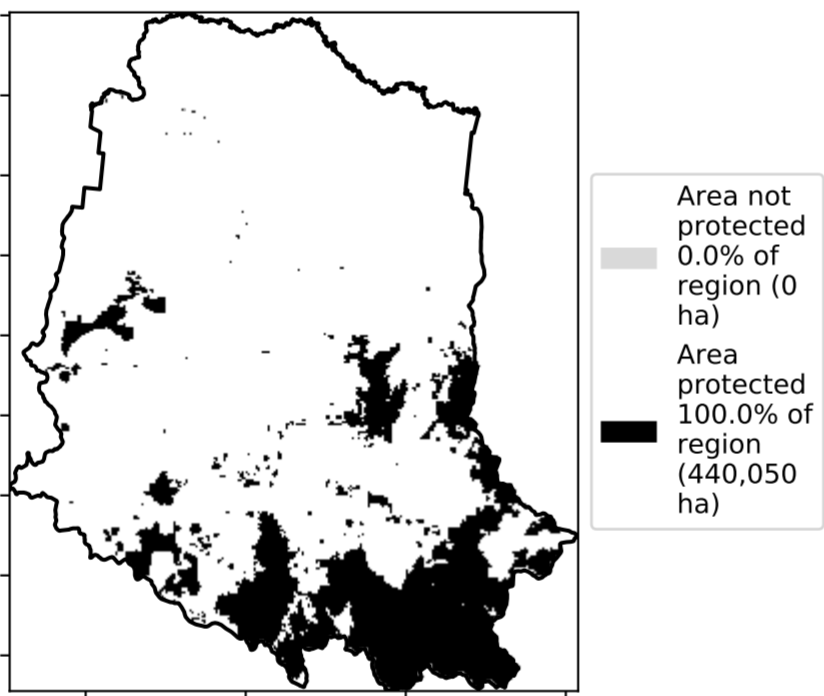 Area not
protected
0.0% of
region (0
ha)
Area
protected
100.0% of
region
(440,050
ha)